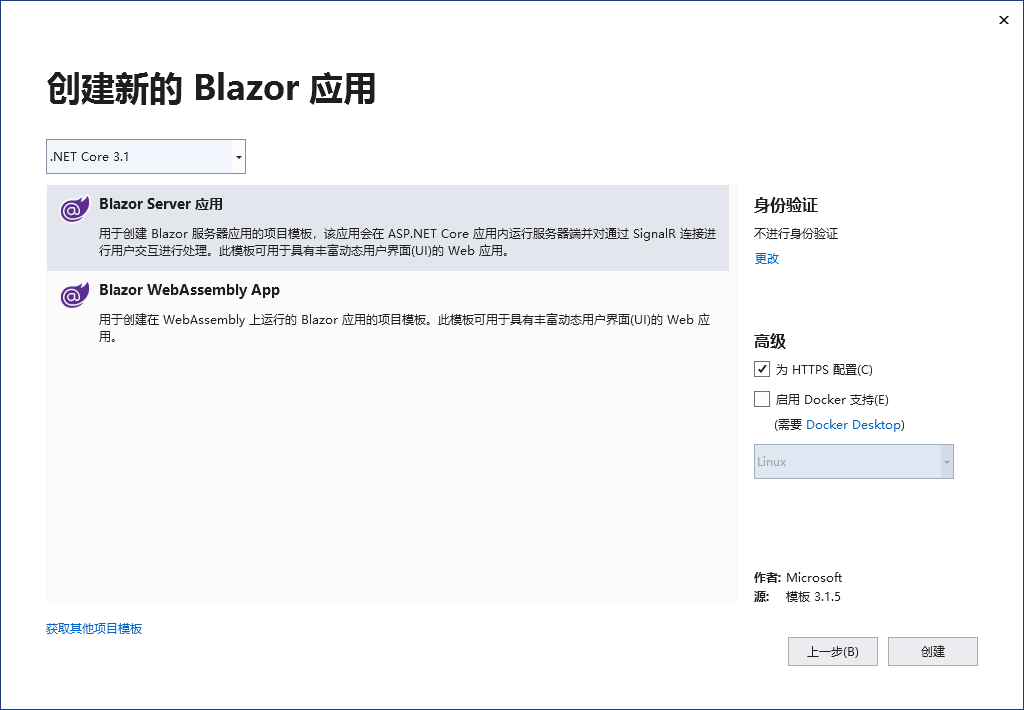 创建新的 Blazor 应用
.NET Core 3.1
Blazor Server 应用
用于创建 Blazor 服务器应用的项目模板，该应用会在 ASP.NET Core 应用内运行服务器端并对通过 SignalR 连接进
行用户交互进行处理。此模板可用于具有丰富动态用户界面(UI)的 Web 应用。
Blazor WebAssembly App
用于创建在 WebAssembly 上运行的 Blazor 应用的项目模板。此模板可用于具有丰富动态用户界面(UI)的 Web 应
用。
获取其他项目模板
身份验证
不进行身份验证
更改
高级
为 HTTPS 配置(C)
启用 Docker 支持(E)
(需要 Docker Desktop)
Linux
作者: Microsoft
源: 模板 3.1.5
上一步(B)
创建